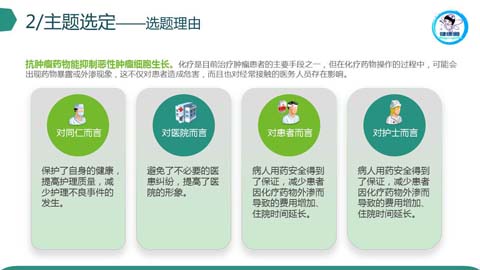 2/主题选定——选题理由
健康圈
抗肿瘤药物能抑制恶性肿瘤细胞生长。化疗是目前治疗肿瘤患者的主要手段之一，但在化疗药物操作的过程中，可能会
出现药物暴露或外渗现象，这不仅对患者造成危害，而且也对经常接触的医务人员存在影响。
对同仁而言
保护了自身的健康，
提高护理质量，减
少护理不良事件的
发生。
对医院而言
避免了不必要的医
患纠纷，提高了医
院的形象。
对患者而言
病人用药安全得到
了保证，减少患者
因化疗药物外渗而
导致的费用增加、
住院时间延长。
对护士而言
病人用药安全得到
了保证，减少患者
因化疗药物外渗而
导致的费用增加、
住院时间延长。